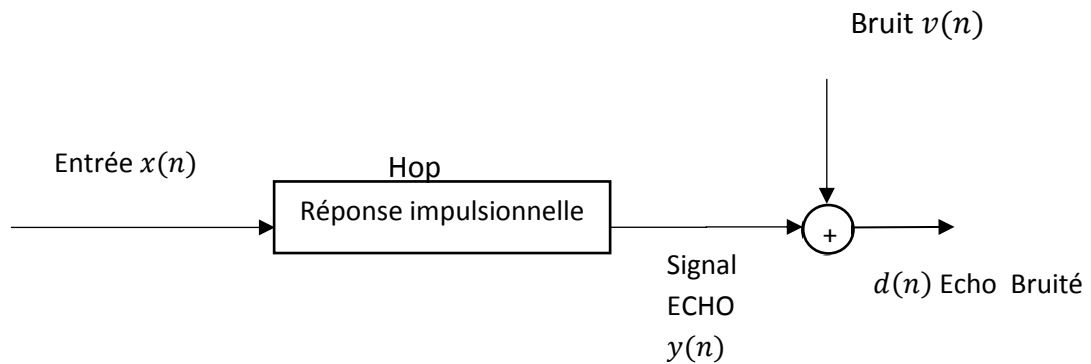 Bruit 𝑣(𝑛)
Entrée 𝑥(𝑛)
Hop
Réponse impulsionnelle
+
Signal
ECHO
𝑦(𝑛)
𝑑(𝑛) Echo Bruité